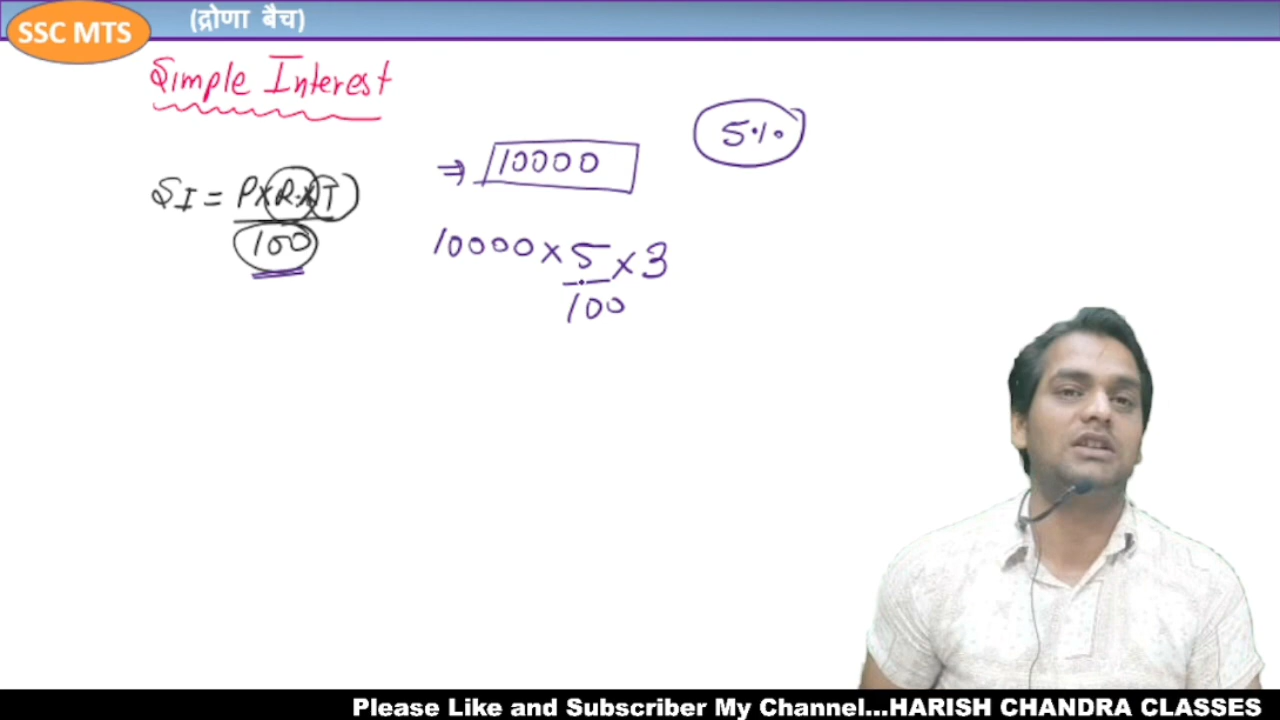 SSC MTS
(द्रोणा बैच)
Simple Interest
SI = P×R×T
100
⇒ 10000
5%
10000 × 5 × 3
100
Please Like and Subscriber My Channel...HARISH CHANDRA CLASSES